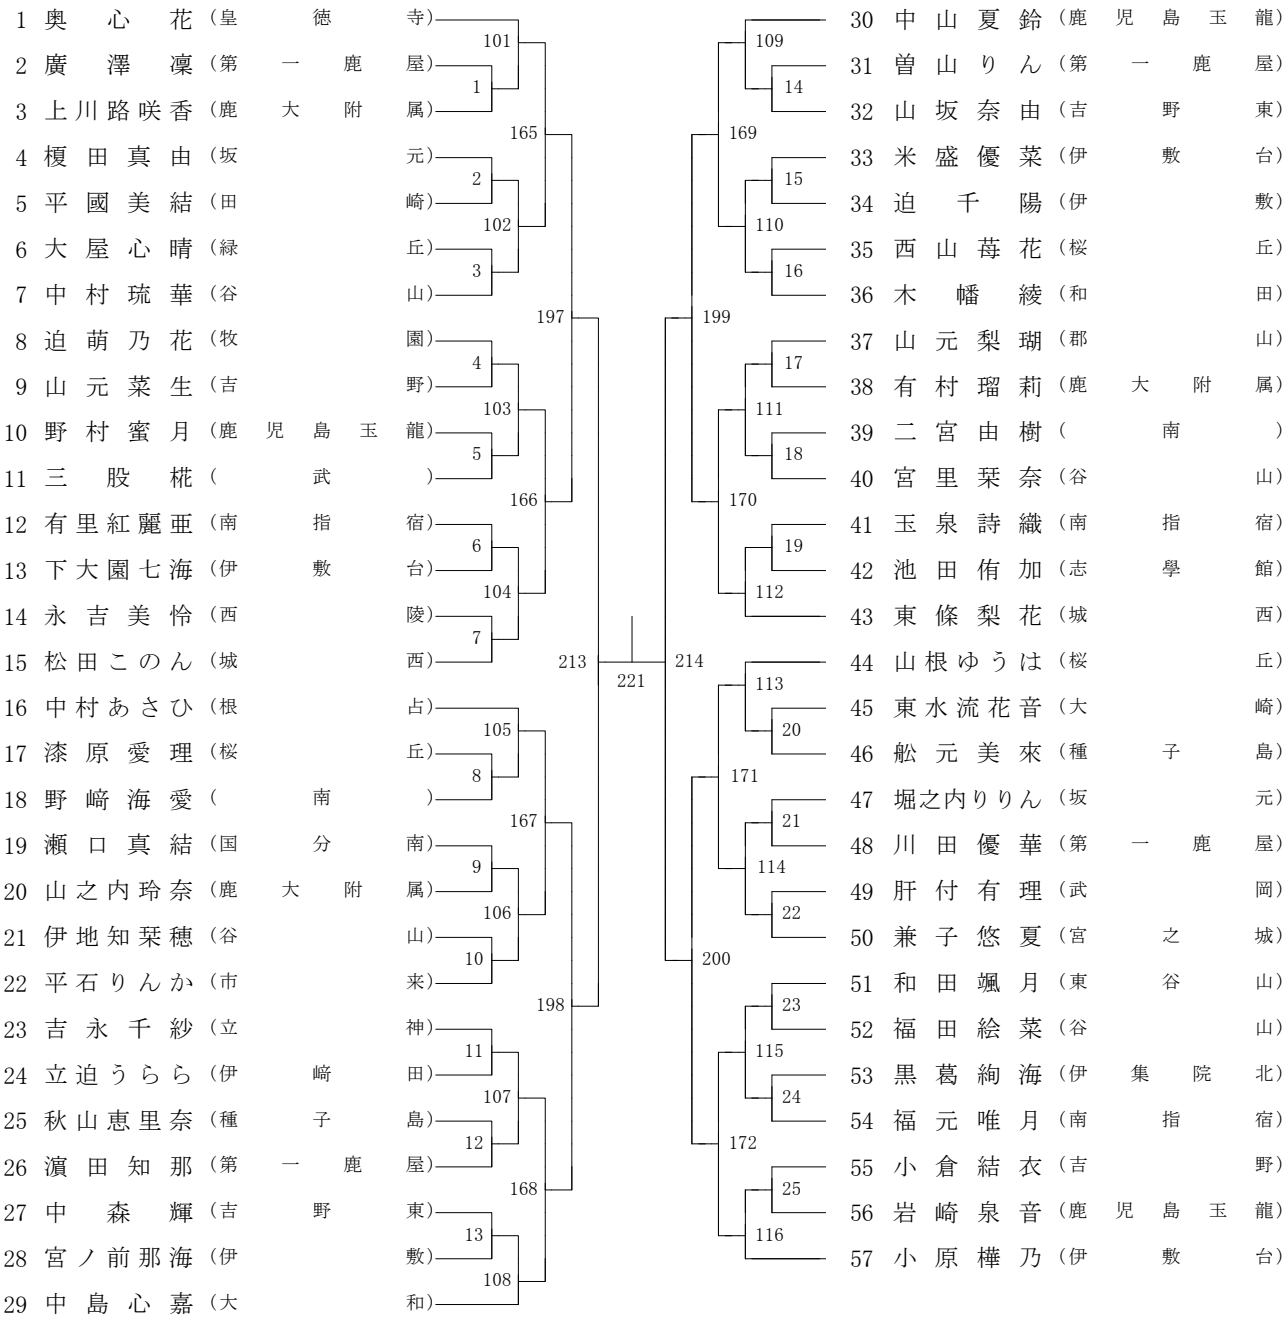 1 奥心花 (皇徳寺)
2 廣澤凜 (第一鹿屋)
3 上川路咲香 (鹿大附属)
4 榎田真由 (坂元)
5 平國美結 (田崎)
6 大屋心晴 (緑丘)
7 中村琉華 (谷山)
8 迫萌乃花 (牧園)
9 山元菜生 (吉野)
10 野村蜜月 (鹿児島玉龍)
11 三股椛 (武)
12 有里紅麗亜 (南指宿)
13 下大園七海 (伊敷台)
14 永吉美怜 (西陵)
15 松田このん (城西)
16 中村あさひ (根占)
17 漆原愛理 (桜丘)
18 野﨑海愛 (南)
19 瀬口真結 (国分南)
20 山之内玲奈 (鹿大附属)
21 伊地知栞穂 (谷山)
22 平石りんか (市来)
23 吉永千紗 (立神)
24 立迫うらら (伊﨑田)
25 秋山恵里奈 (種子島)
26 濵田知那 (第一鹿屋)
27 中森輝 (吉野東)
28 宮ノ前那海 (伊敷)
29 中島心嘉 (大和)
101
1
165
2
102
3
197
4
103
5
166
6
104
7
213
105
8
167
9
106
10
198
11
107
12
168
13
108
221
109
14
169
15
110
16
199
17
111
18
170
19
112
214
113
20
171
21
114
22
200
23
115
24
172
25
116
30 中山夏鈴 (鹿児島玉龍)
31 曽山りん (第一鹿屋)
32 山坂奈由 (吉野東)
33 米盛優菜 (伊敷台)
34 迫千陽 (伊敷)
35 西山苺花 (桜丘)
36 木幡綾 (和田)
37 山元梨瑚 (郡山)
38 有村瑠莉 (鹿大附属)
39 二宮由樹 (南)
40 宮里栞奈 (谷山)
41 玉泉詩織 (南指宿)
42 池田侑加 (志學館)
43 東條梨花 (城西)
44 山根ゆうは (桜丘)
45 東水流花音 (大崎)
46 舩元美來 (種子島)
47 堀之内りりん (坂元)
48 川田優華 (第一鹿屋)
49 肝付有理 (武岡)
50 兼子悠夏 (宮之城)
51 和田颯月 (東谷山)
52 福田絵菜 (谷山)
53 黒葛絢海 (伊集院北)
54 福元唯月 (南指宿)
55 小倉結衣 (吉野)
56 岩崎泉音 (鹿児島玉龍)
57 小原樺乃 (伊敷台)